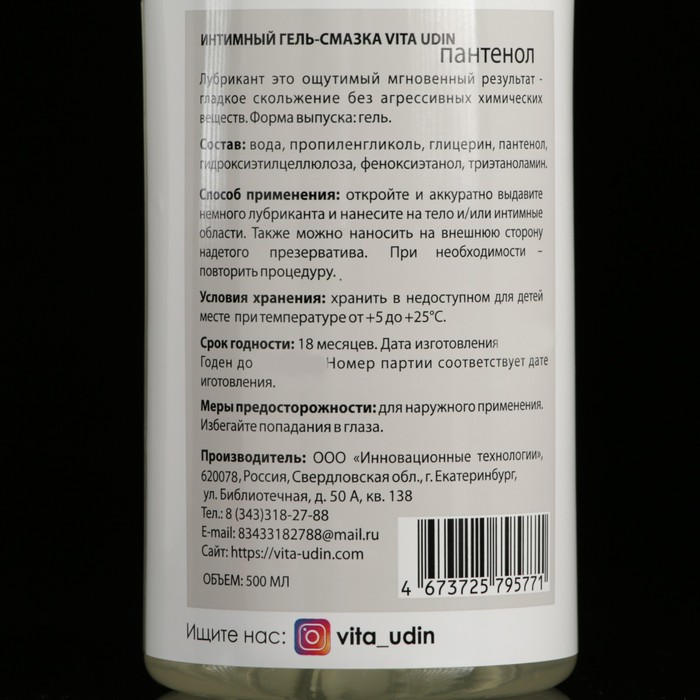 ИНТИМНЫЙ ГЕЛЬ-СМАЗКА VITA UDIN
пантенол
Лубрикант это ощутимый мгновенный результат -
гладкое скольжение без агрессивных химических
веществ. Форма выпуска: гель.
Состав: вода, пропиленгликоль, глицерин, пантенол,
гидроксиэтилцеллюлоза, феноксиэтанол, триэтаноламин.
Способ применения: откройте и аккуратно выдавите
немного лубриканта и нанесите на тело и/или интимные
области. Также можно наносить на внешнюю сторону
надетого презерватива. При необходимости -
повторить процедуру.
Условия хранения: хранить в недоступном для детей
месте при температуре от +5 до +25°С.
Срок годности: 18 месяцев. Дата изготовления
Годен до Номер партии соответствует дате
иготовления.
Меры предосторожности: для наружного применения.
Избегайте попадания в глаза.
Производитель: ООО «Инновационные технологии»,
620078, Россия, Свердловская обл., г. Екатеринбург,
ул. Библиотечная, д. 50 А, кв. 138
Тел.: 8 (343)318-27-88
E-mail: 83433182788@mail.ru
Сайт: https://vita-udin.com
ОБЪЕМ: 500 МЛ
4 673725 795771
Ищите нас: vita_udin